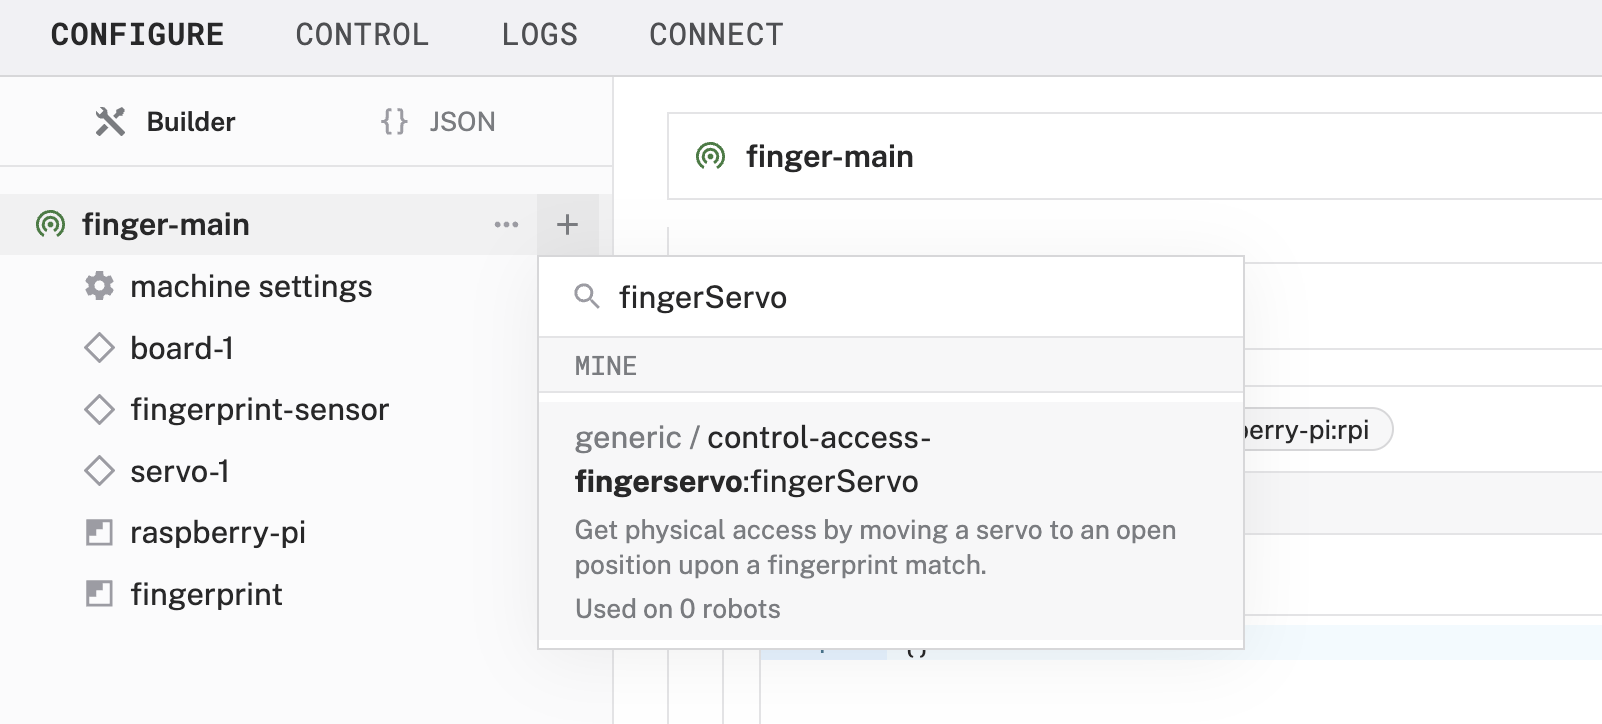 CONFIGURE CONTROL LOGS CONNECT
Builder {} JSON
finger-main
finger-main
machine settings
board-1
fingerprint-sensor
servo-1
raspberry-pi
fingerprint
fingerServo
MINE
generic / control-access-
fingerservo:fingerServo
Get physical access by moving a servo to an open
position upon a fingerprint match.
Used on 0 robots
berry-pi:rpi
{}